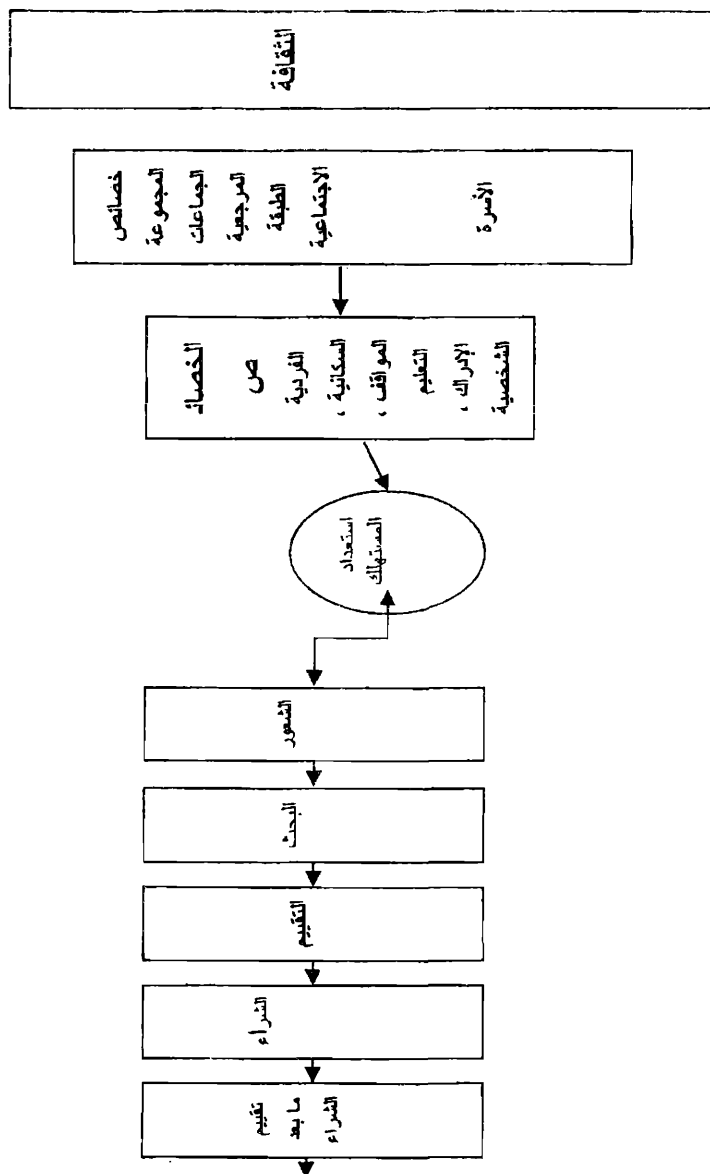 الثقافة
خصائص
المجموعة
الجماعات
المرجعية
الطبقة
الاجتماعية
الأسرة
الخصائ
ص
الفردية
السكانية ،
المواقف ،
التعليم
الإدراك ،
الشخصية
استعداد
المستهلك
الشعور
البحث
التقييم
الشراء
تقييم
ما بعد
الشراء